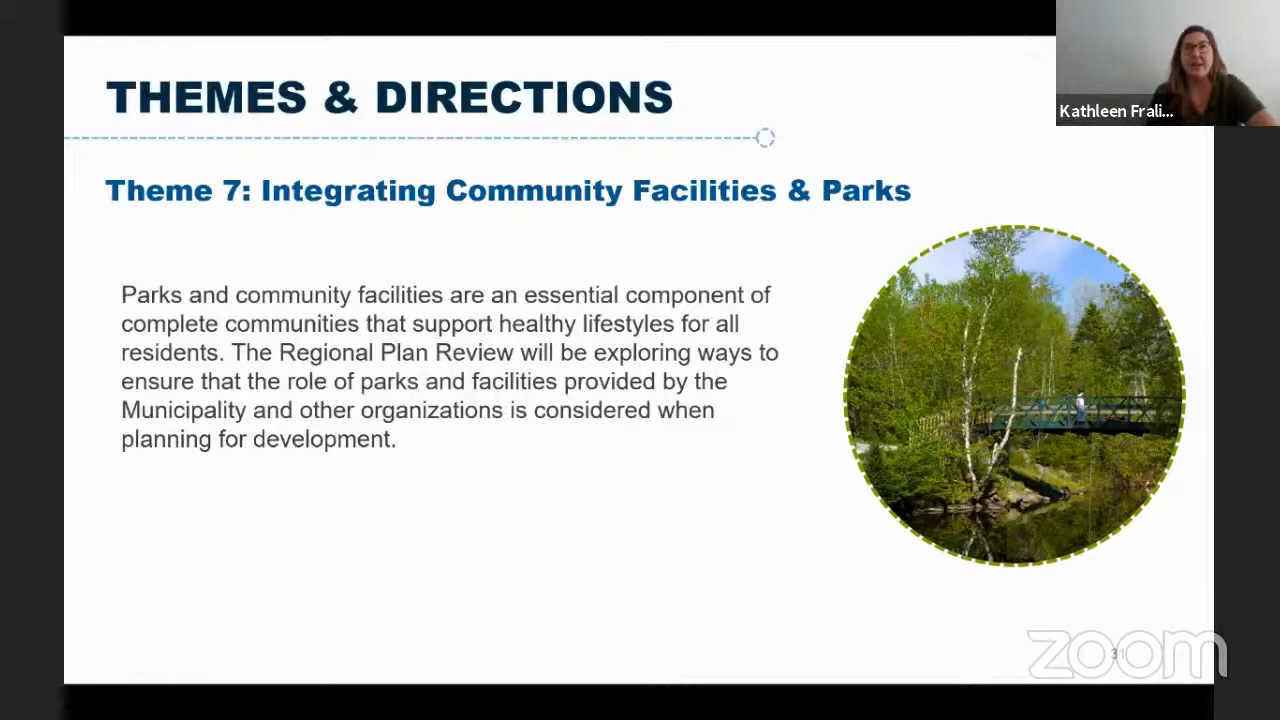 THEMES & DIRECTIONS
Kathleen Frali...
Theme 7: Integrating Community Facilities & Parks
Parks and community facilities are an essential component of
complete communities that support healthy lifestyles for all
residents. The Regional Plan Review will be exploring ways to
ensure that the role of parks and facilities provided by the
Municipality and other organizations is considered when
planning for development.
31
zoom